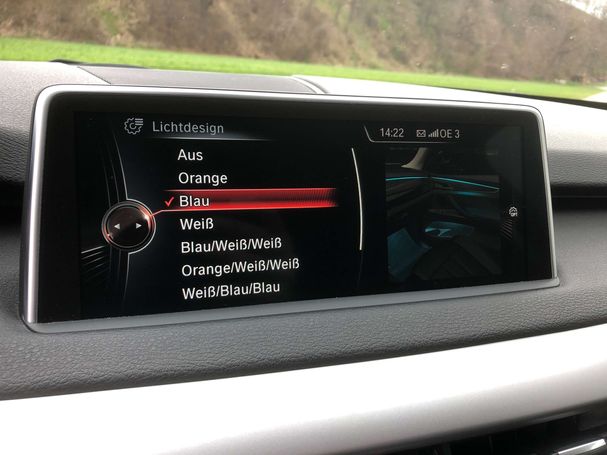 Lichtdesign
14:22 OE 3
Aus
Orange
Blau
Weiß
Blau/Weiß/Weiß
Orange/Weiß/Weiß
Weiß/Blau/Blau